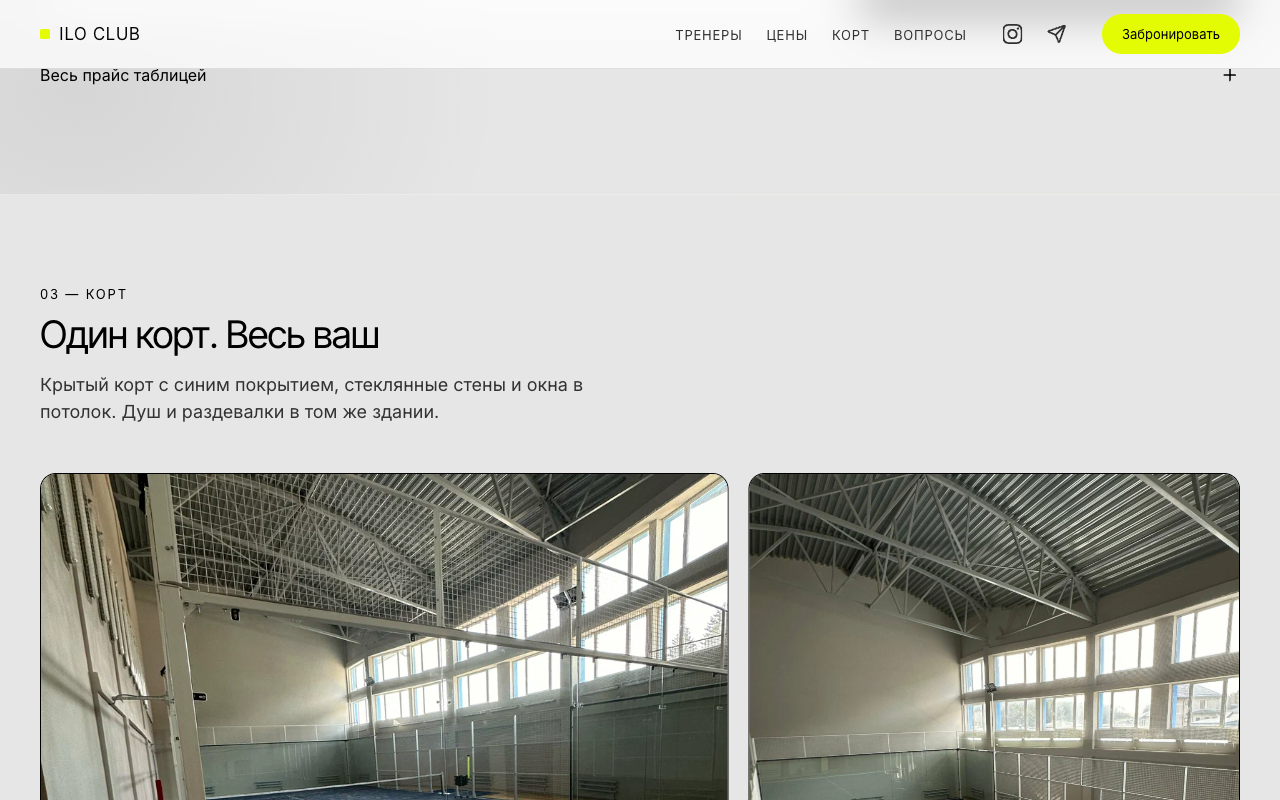 ILO CLUB
ТРЕНЕРЫ
ЦЕНЫ
КОРТ
ВОПРОСЫ
Забронировать
Весь прайс таблицей
03 — КОРТ
Один корт. Весь ваш
Крытый корт с синим покрытием, стеклянные стены и окна в
потолок. Душ и раздевалки в том же здании.